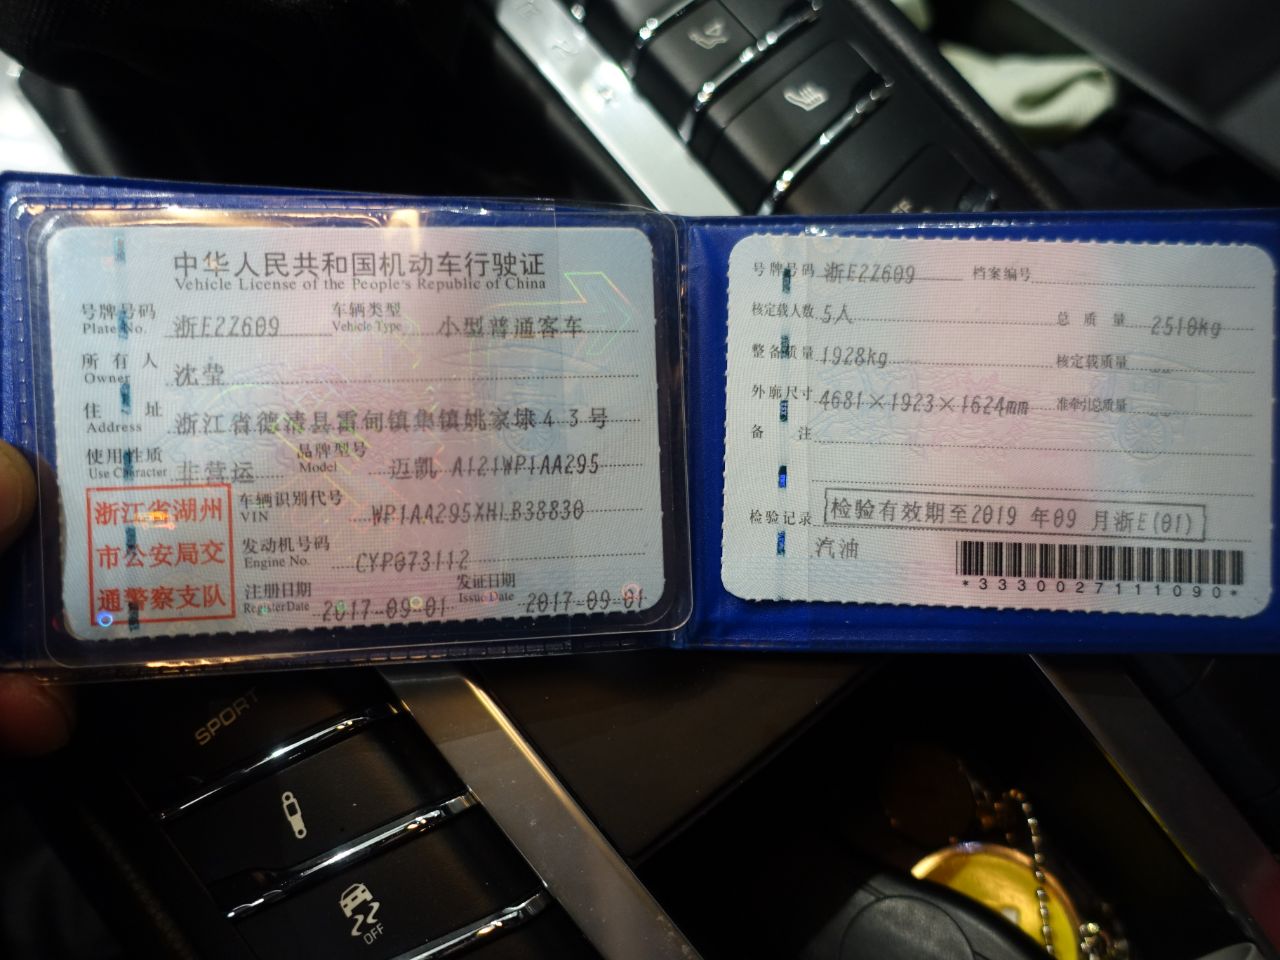 中华人民共和国机动车行驶证
Vehicle License of the People's Republic of China
号牌号码 浙E2Z609 车辆类型 小型普通客车
Plate No. Vehicle Type
所有人 沈莹
Owner
住址 浙江省德清县雷甸镇集镇姚家埭43号
Address
使用性质 非营运 品牌型号 迈凯 A121WP1AA295
Use Character Model
浙江省湖州
市公安局交
通警察支队
车辆识别代号 WP1AA295XHLB38830
VIN
发动机号码 CYP073112
Engine No.
注册日期 2017-09-01 发证日期 2017-09-01
Register Date Issue Date
号牌号码 浙E2Z609 档案编号
核定载人数 5人 总质量 2510kg
整备质量 1928kg 核定载质量
外廓尺寸 4681×1923×1624mm 准牵引总质量
备注
检验记录 检验有效期至2019年09月浙E(01)
汽油
*3330027111090*
SPORT
OFF